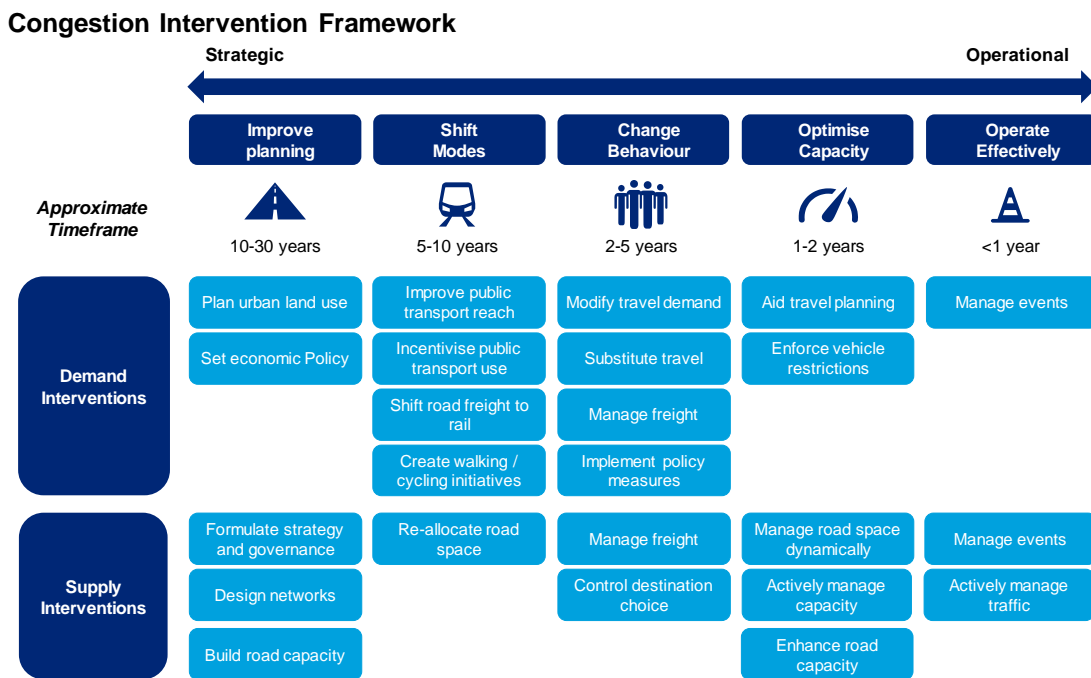 Congestion Intervention Framework
Strategic
Operational
Improve
planning
Shift
Modes
Change
Behaviour
Optimise
Capacity
Operate
Effectively
Approximate
Timeframe
10-30 years
5-10 years
2-5 years
1-2 years
<1 year
Demand
Interventions
Plan urban land use
Improve public
transport reach
Modify travel demand
Aid travel planning
Manage events
Set economic Policy
Incentivise public
transport use
Substitute travel
Enforce vehicle
restrictions
Shift road freight to
rail
Manage freight
Create walking /
cycling initiatives
Implement policy
measures
Supply
Interventions
Formulate strategy
and governance
Re-allocate road
space
Manage freight
Manage road space
dynamically
Manage events
Design networks
Control destination
choice
Actively manage
capacity
Actively manage
traffic
Build road capacity
Enhance road
capacity